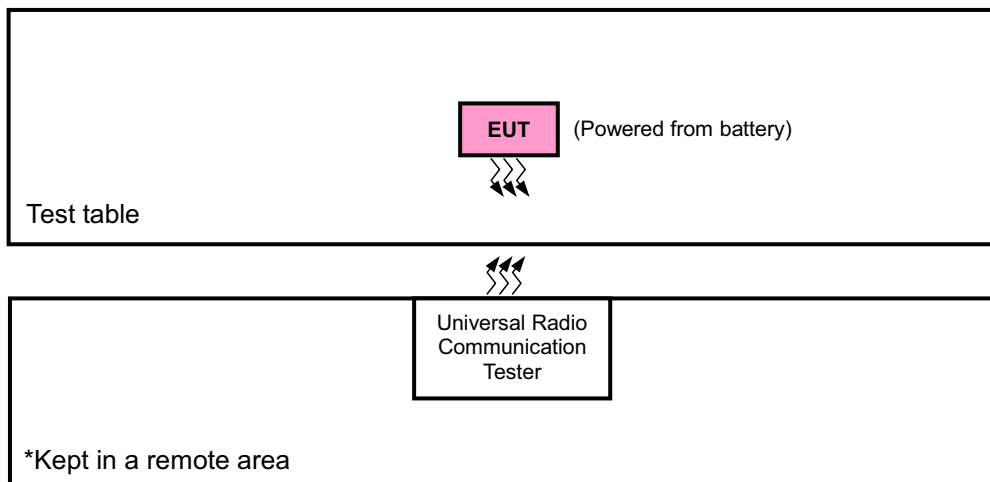 EUT
(Powered from battery)
Test table
Universal Radio
Communication
Tester
*Kept in a remote area